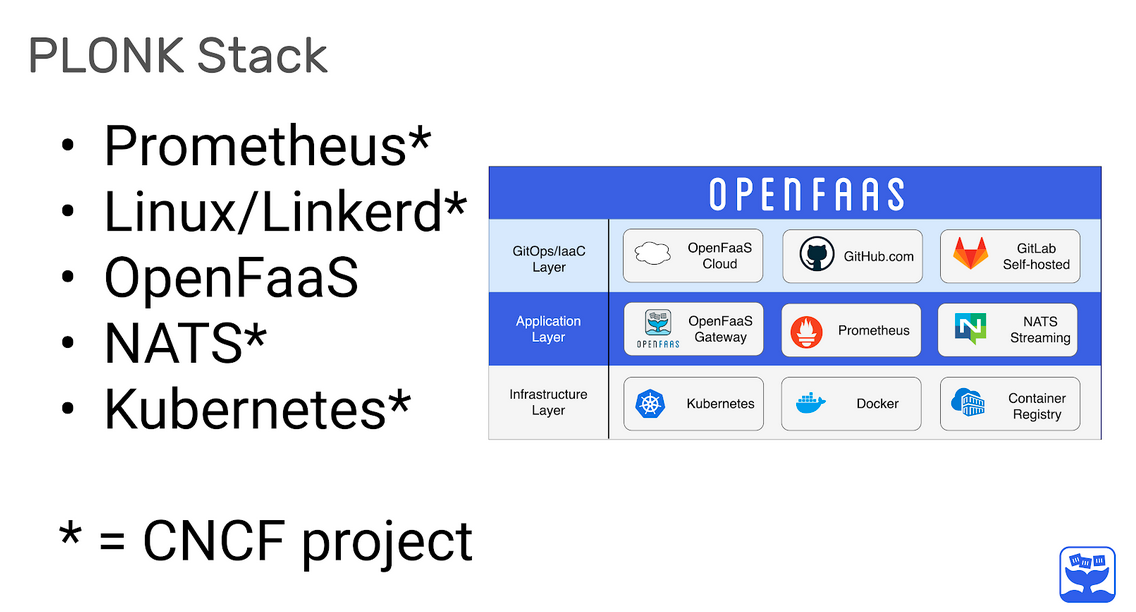 PLONK Stack
• Prometheus*
• Linux/Linkerd*
• OpenFaaS
• NATS*
• Kubernetes*
* = CNCF project
OPENFAAS
GitOps/IaaC
Layer
OpenFaaS
Cloud
GitHub.com
GitLab
Self-hosted
Application
Layer
OPENFAAS
OpenFaaS
Gateway
Prometheus
N
NATS
Streaming
Infrastructure
Layer
Kubernetes
Docker
Container
Registry